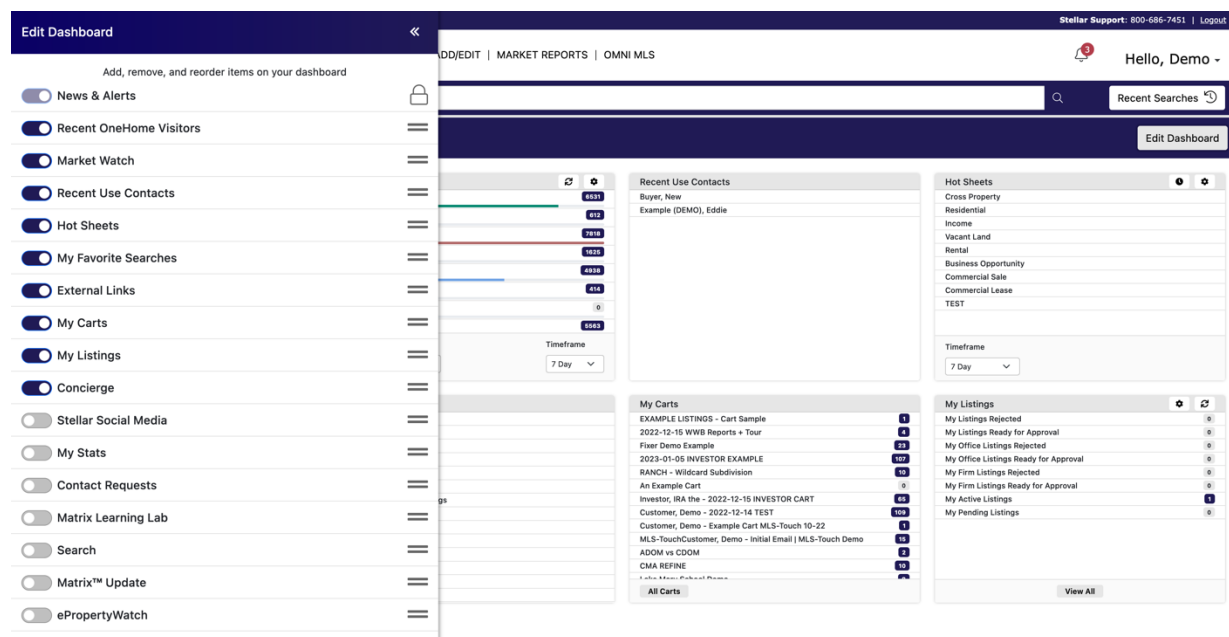 Stellar Support: 800-686-7451 | Logout
Edit Dashboard «
ADD/EDIT | MARKET REPORTS | OMNI MLS
3
Hello, Demo
Add, remove, and reorder items on your dashboard
News & Alerts
Recent OneHome Visitors
Market Watch
Recent Use Contacts
Hot Sheets
My Favorite Searches
External Links
My Carts
My Listings
Concierge
Stellar Social Media
My Stats
Contact Requests
Matrix Learning Lab
Search
Matrix™ Update
ePropertyWatch
Recent Searches
Edit Dashboard
6531
612
7818
1625
4938
414
0
5563
Timeframe
7 Day
Recent Use Contacts
Buyer, New
Example (DEMO), Eddie
Hot Sheets
Cross Property
Residential
Income
Vacant Land
Rental
Business Opportunity
Commercial Sale
Commercial Lease
TEST
Timeframe
7 Day
gs
My Carts
EXAMPLE LISTINGS - Cart Sample 1
2022-12-15 WWB Reports + Tour 4
Fixer Demo Example 23
2023-01-05 INVESTOR EXAMPLE 107
RANCH - Wildcard Subdivision 10
An Example Cart 0
Investor, IRA the - 2022-12-15 INVESTOR CART 65
Customer, Demo - 2022-12-14 TEST 109
Customer, Demo - Example Cart MLS-Touch 10-22 1
MLS-TouchCustomer, Demo - Initial Email | MLS-Touch Demo 15
ADOM vs CDOM 2
CMA REFINE 10
All Carts
My Listings
My Listings Rejected 0
My Listings Ready for Approval 0
My Office Listings Rejected 0
My Office Listings Ready for Approval 0
My Firm Listings Rejected 0
My Firm Listings Ready for Approval 0
My Active Listings 1
My Pending Listings 0
View All